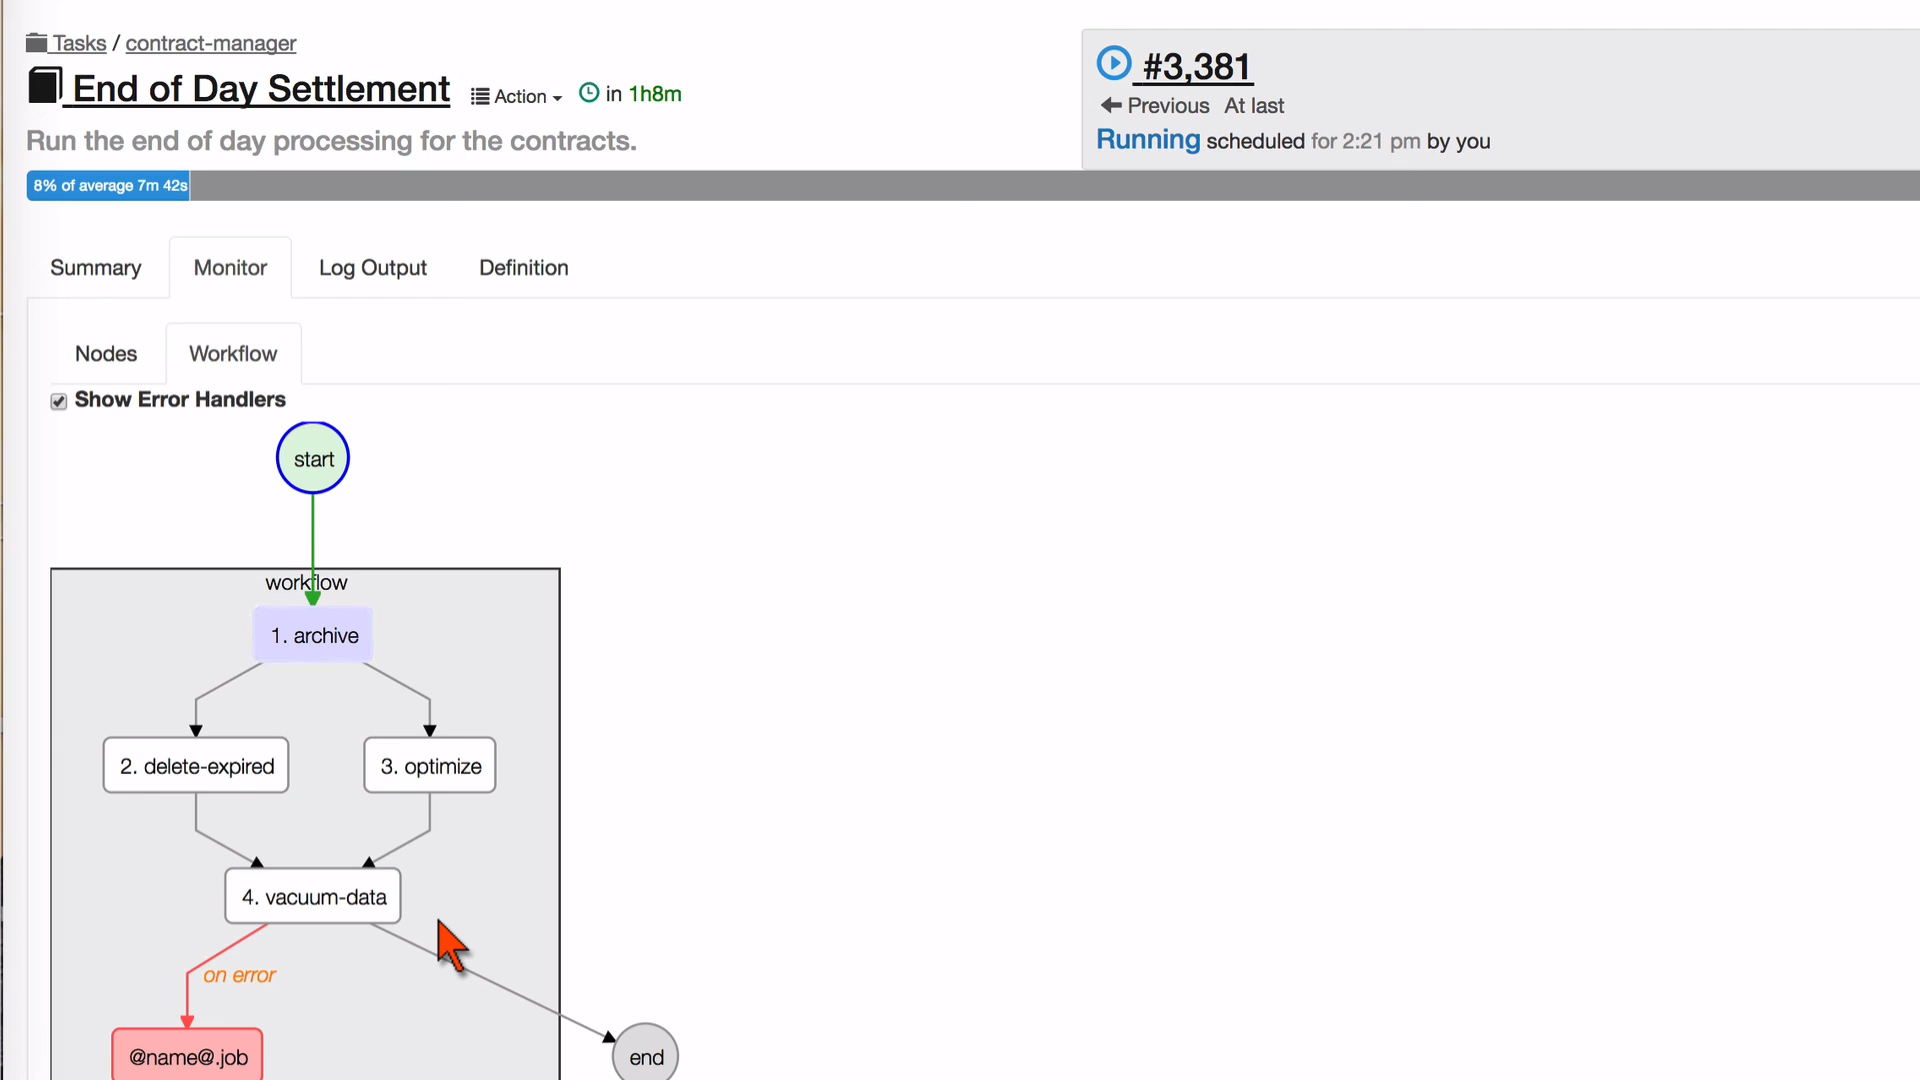 Tasks / contract-manager
End of Day Settlement Action in 1h8m
Run the end of day processing for the contracts.
#3,381
Previous At last
Running scheduled for 2:21 pm by you
8% of average 7m 42s
Summary Monitor Log Output Definition
Nodes Workflow
Show Error Handlers
start
workflow
1. archive
2. delete-expired 3. optimize
4. vacuum-data
on error
@name@.job end